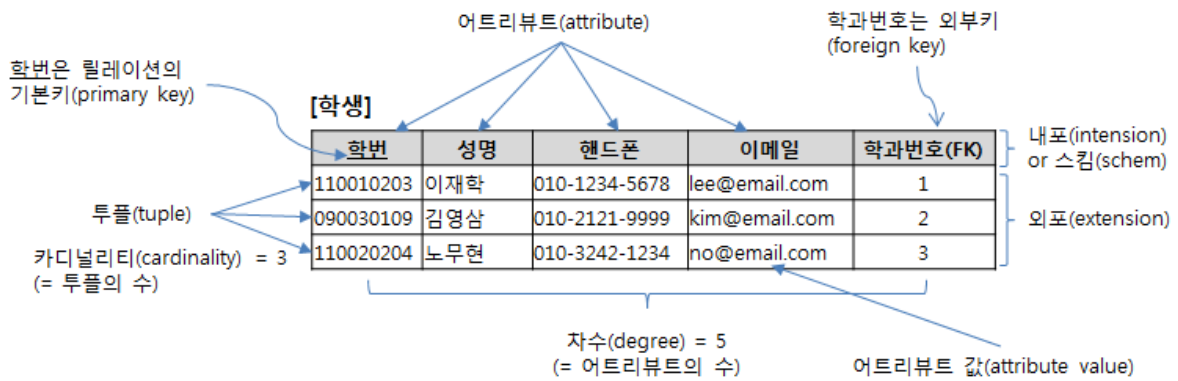 어트리뷰트(attribute)
학과번호는 외부키
(foreign key)
학번은 릴레이션의
기본키(primary key)
[학생]
학번 성명 핸드폰 이메일 학과번호(FK)
내포(intension)
or 스킴(schem)
110010203 이재학 010-1234-5678 lee@email.com 1
090030109 김영삼 010-2121-9999 kim@email.com 2
110020204 노무현 010-3242-1234 no@email.com 3
투플(tuple)
외포(extension)
카디널리티(cardinality) = 3
(= 투플의 수)
차수(degree) = 5
(= 어트리뷰트의 수)
어트리뷰트 값(attribute value)